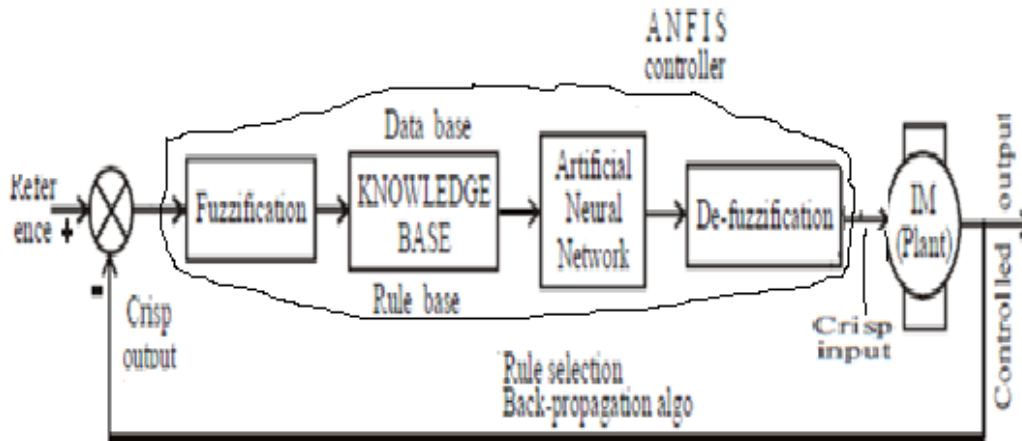 ANFIS
controller
Data base
Refer
ence +
Fuzzification
KNOWLEDGE
BASE
Artificial
Neural
Network
De-fuzzification
IM
(Plant)
Controlled output
-
Rule base
Crisp
output
Crisp
input
Rule selection
Back-propagation algo